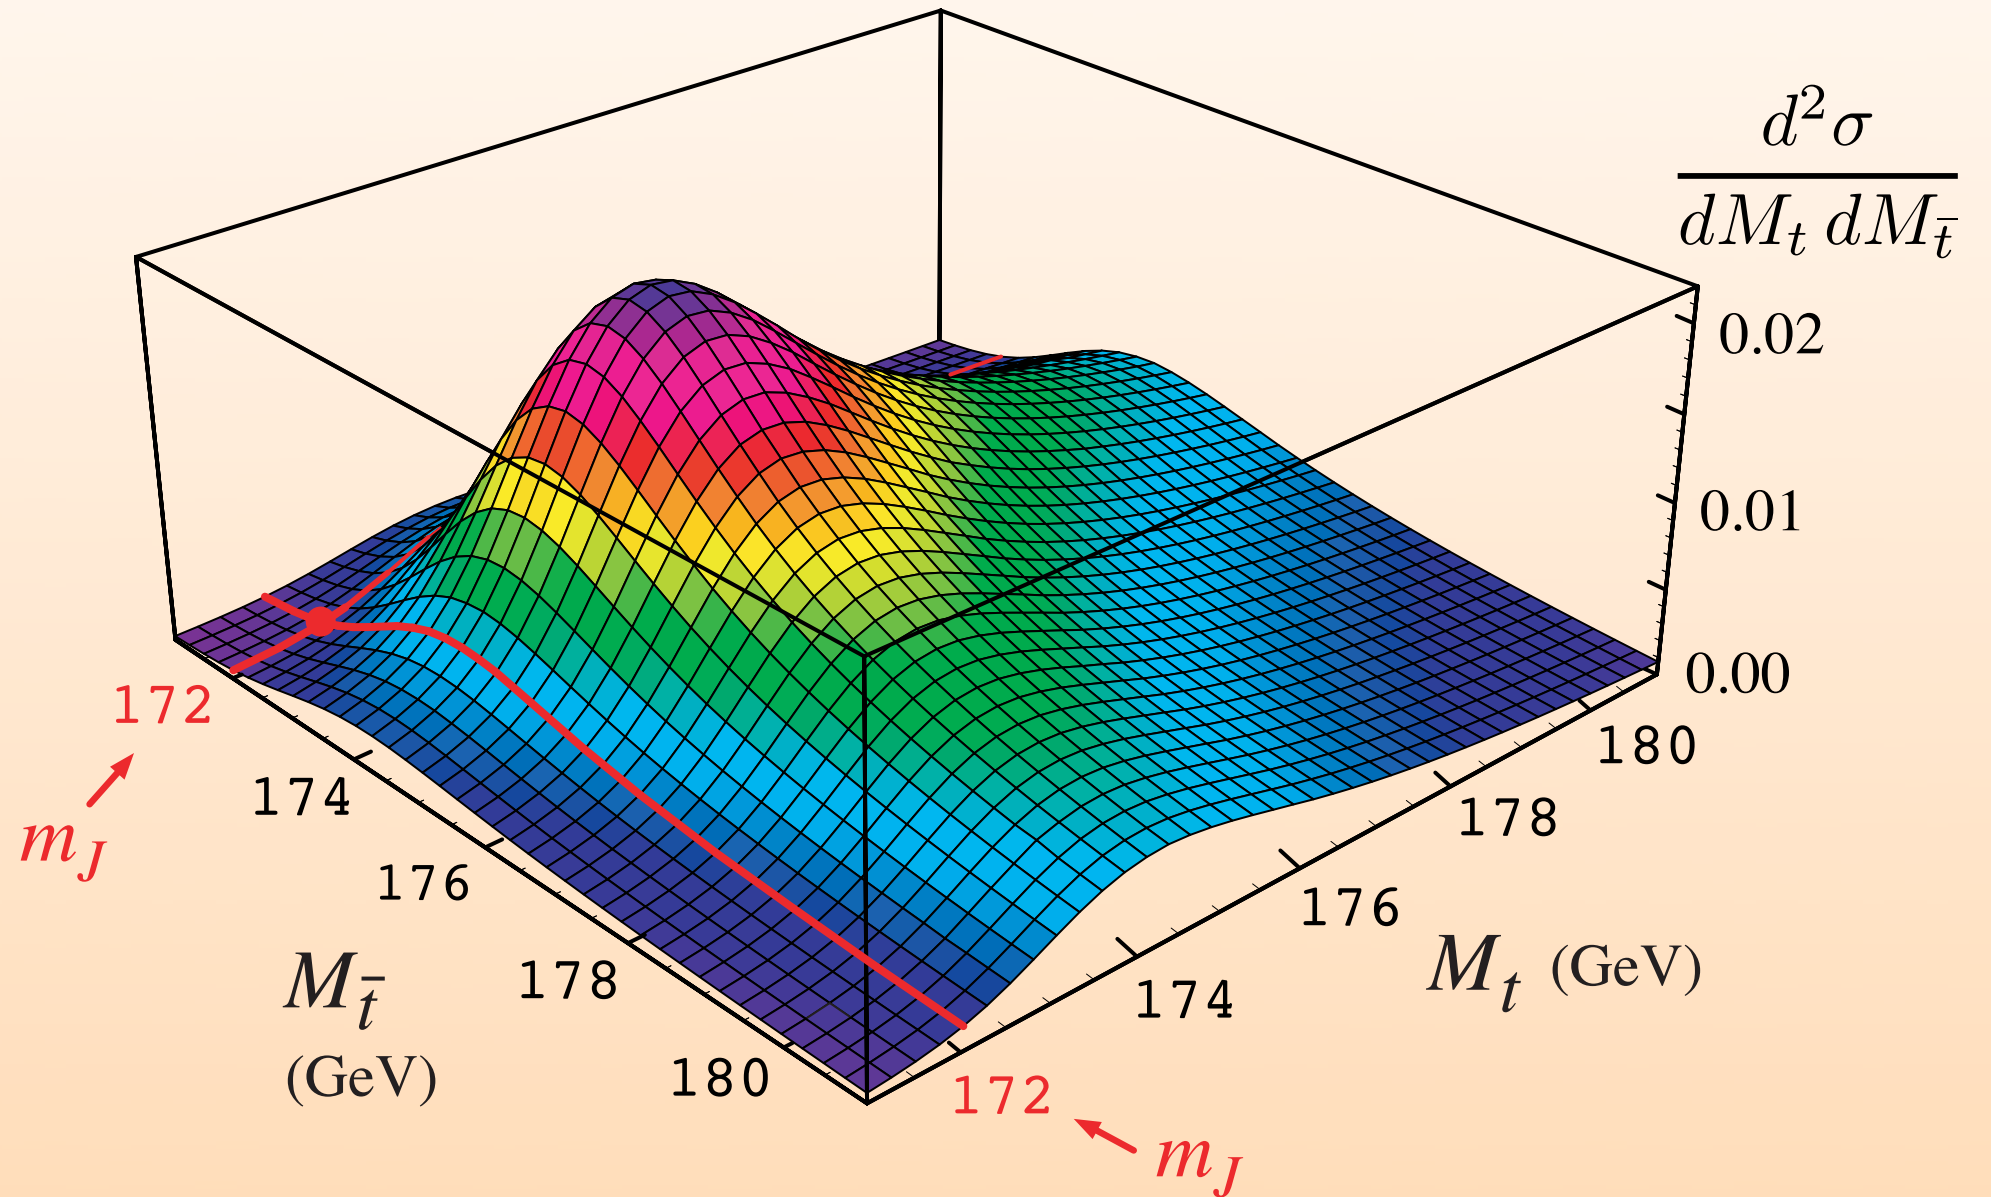 d²σ
dM_t dM_t̄
0.02
0.01
0.00
172
174
176
178
180
m_J
M_t̄
(GeV)
172
174
176
178
180
M_t (GeV)
m_J